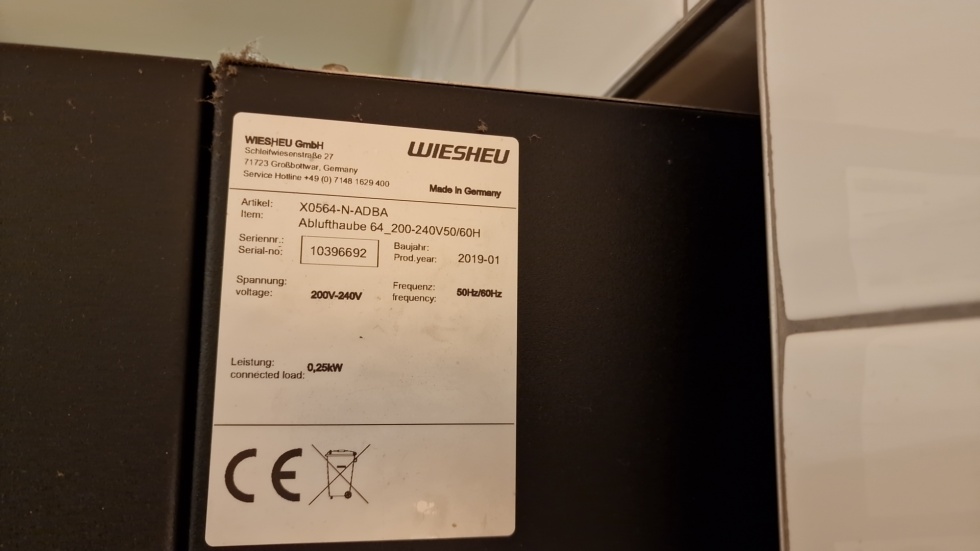 WIESHEU GmbH
Schleifwiesenstraße 27
71723 Großbottwar, Germany
Service Hotline +49 (0) 7148 1629 400
WIESHEU
Made in Germany
Artikel:
Item:
X0564-N-ADBA
Ablufthaube 64_200-240V50/60H
Seriennr.:
Serial-no:
10396692
Baujahr:
Prod.year:
2019-01
Spannung:
voltage:
200V-240V
Frequenz:
frequency:
50Hz/60Hz
Leistung:
connected load:
0,25kW
CE